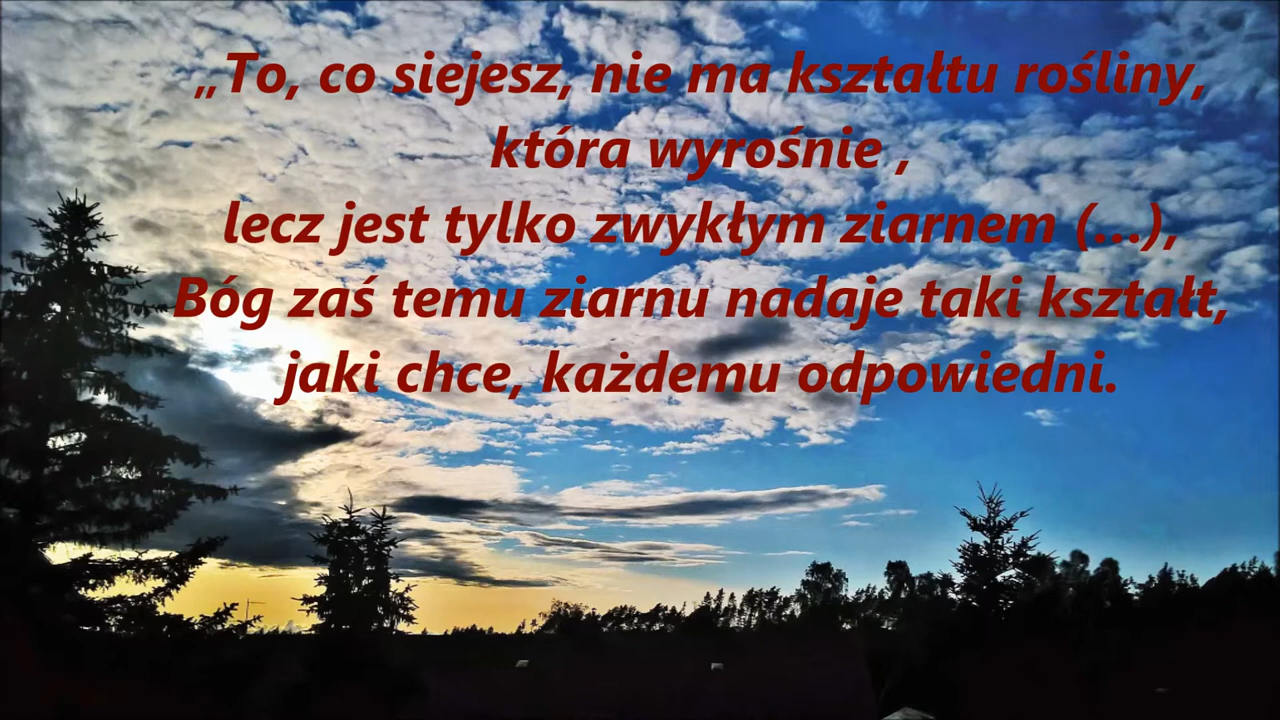 „To, co siejesz, nie ma kształtu rośliny,
która wyrośnie ,
lecz jest tylko zwykłym ziarnem (...),
Bóg zaś temu ziarnu nadaje taki kształt,
jaki chce, każdemu odpowiedni.